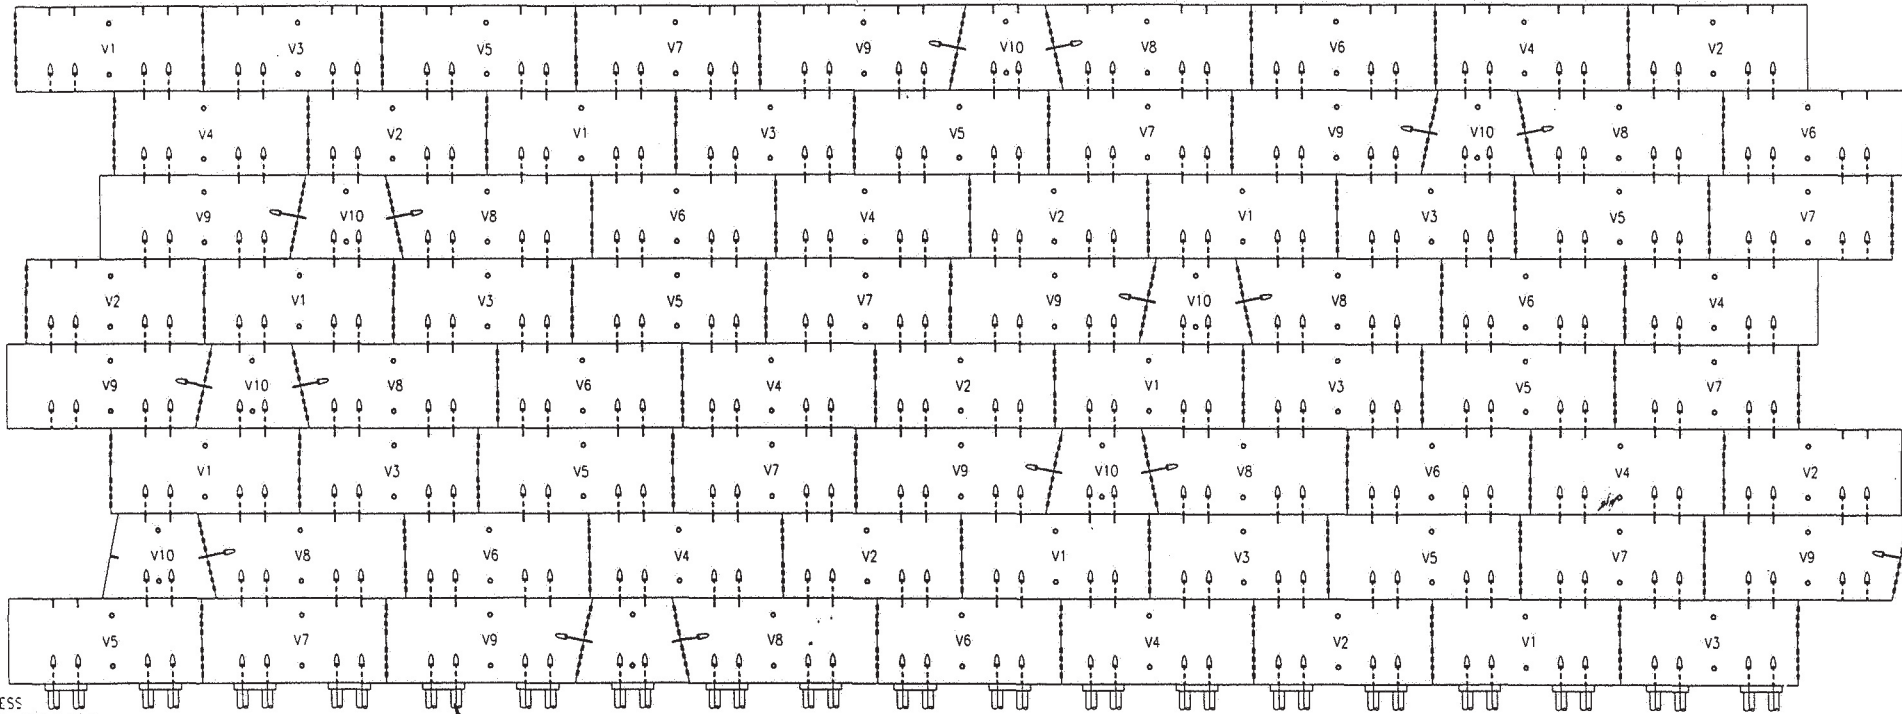 V1 V3 V5 V7 V9 V10 V8 V6 V4 V2
V4 V2 V1 V3 V5 V7 V9 V10 V8 V6
V9 V10 V8 V6 V4 V2 V1 V3 V5 V7
V2 V1 V3 V5 V7 V9 V10 V8 V6 V4
V9 V10 V8 V6 V4 V2 V1 V3 V5 V7
V1 V3 V5 V7 V9 V10 V8 V6 V4 V2
V10 V8 V6 V4 V2 V1 V3 V5 V7 V9
V5 V7 V9 V8 V6 V4 V2 V1 V3
ESS